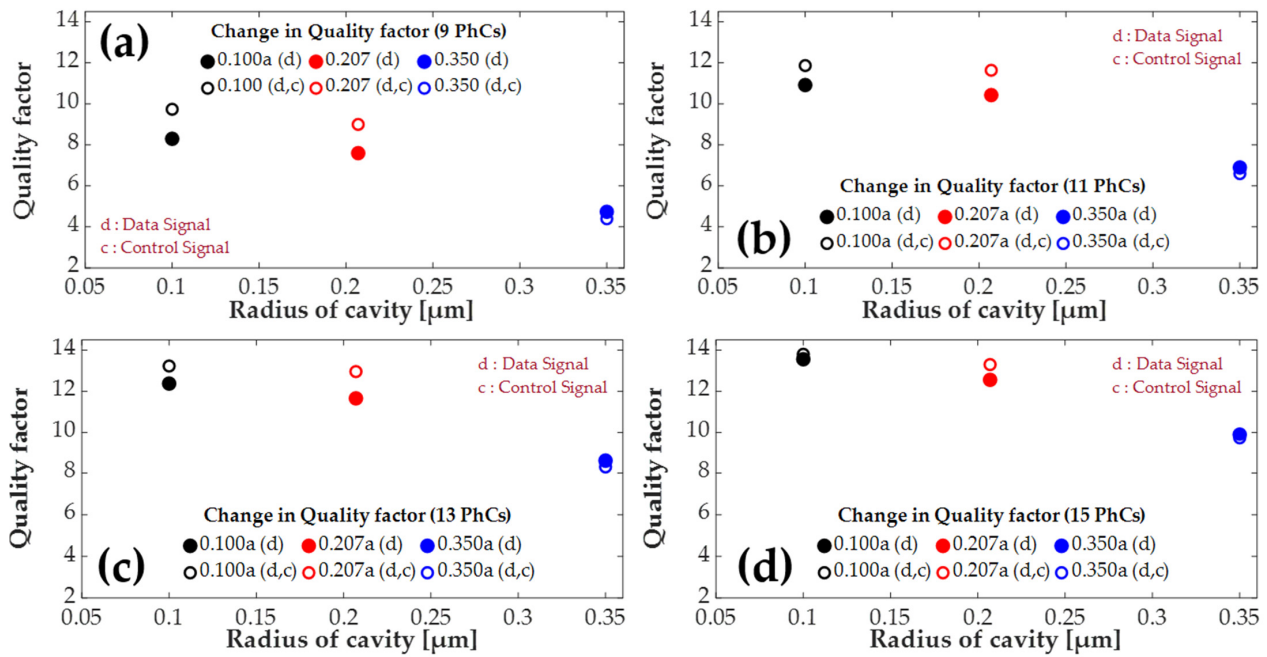 (a)
Change in Quality factor (9 PhCs)
0.100a (d) 0.207 (d) 0.350 (d)
0.100 (d,c) 0.207 (d,c) 0.350 (d,c)
d : Data Signal
c : Control Signal
Quality factor
14
12
10
8
6
4
2
0.05 0.1 0.15 0.2 0.25 0.3 0.35
Radius of cavity [μm]
(b)
d : Data Signal
c : Control Signal
Change in Quality factor (11 PhCs)
0.100a (d) 0.207a (d) 0.350a (d)
0.100a (d,c) 0.207a (d,c) 0.350a (d,c)
Quality factor
14
12
10
8
6
4
2
0.05 0.1 0.15 0.2 0.25 0.3 0.35
Radius of cavity [μm]
(c)
d : Data Signal
c : Control Signal
Change in Quality factor (13 PhCs)
0.100a (d) 0.207a (d) 0.350a (d)
0.100a (d,c) 0.207a (d,c) 0.350a (d,c)
Quality factor
14
12
10
8
6
4
2
0.05 0.1 0.15 0.2 0.25 0.3 0.35
Radius of cavity [μm]
(d)
d : Data Signal
c : Control Signal
Change in Quality factor (15 PhCs)
0.100a (d) 0.207a (d) 0.350a (d)
0.100a (d,c) 0.207a (d,c) 0.350a (d,c)
Quality factor
14
12
10
8
6
4
2
0.05 0.1 0.15 0.2 0.25 0.3 0.35
Radius of cavity [μm]